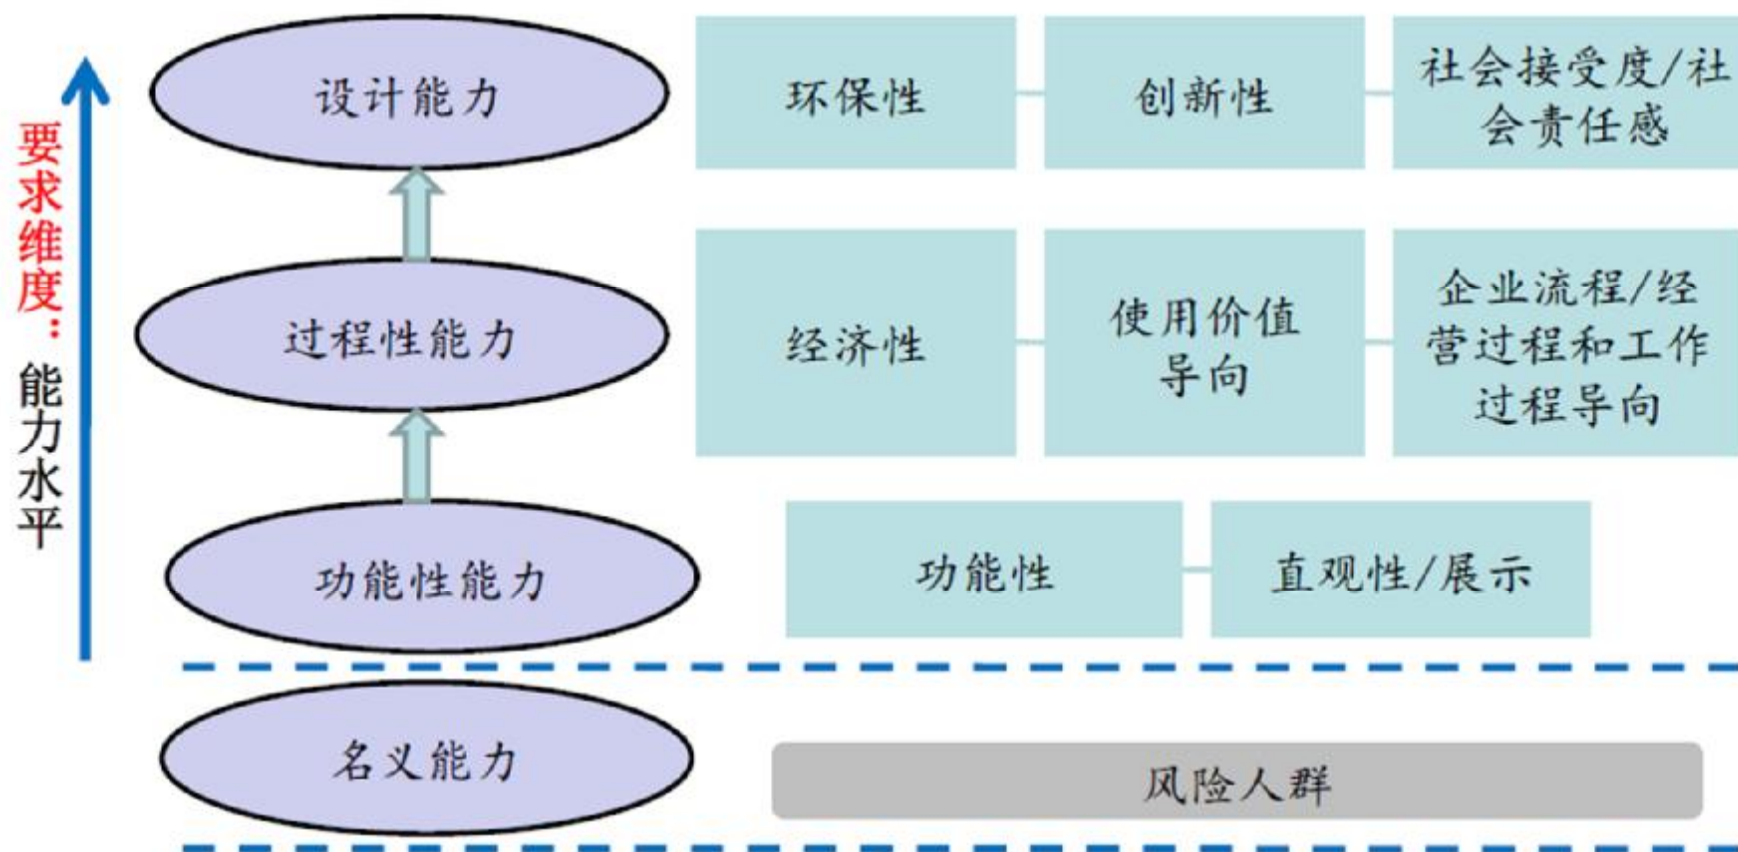 要求维度：能力水平
设计能力
环保性
创新性
社会接受度/社
会责任感
过程性能力
经济性
使用价值
导向
企业流程/经
营过程和工作
过程导向
功能性能力
功能性
直观性/展示
名义能力
风险人群